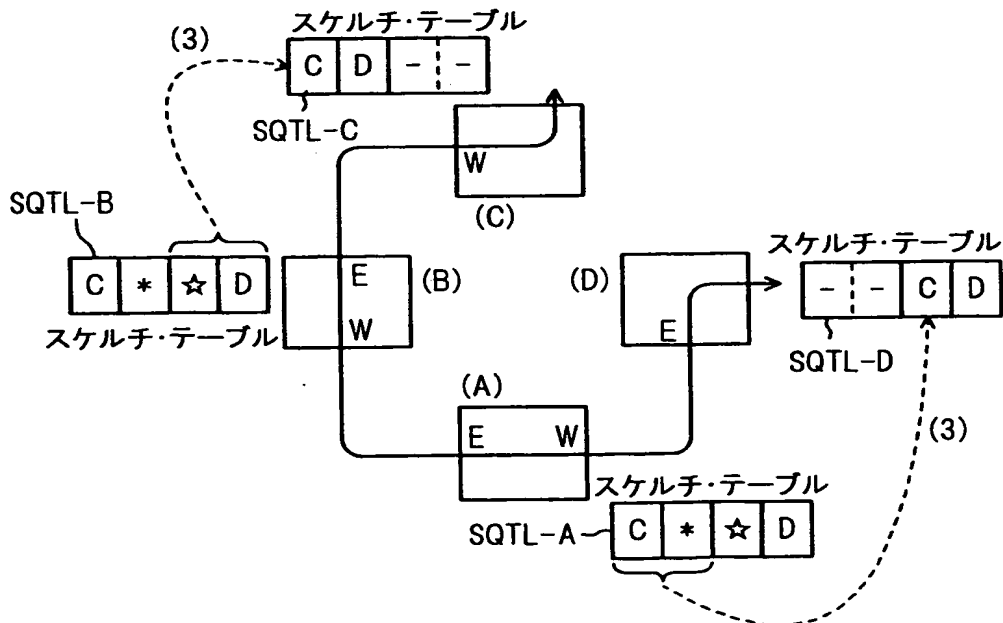 スケルチ・テーブル
(3)
C D - -
SQTL-C
W
(C)
SQTL-B
C * ☆ D
スケルチ・テーブル
E
W
(B)
(D)
E
スケルチ・テーブル
- - C D
SQTL-D
(A)
E W
(3)
スケルチ・テーブル
SQTL-A
C * ☆ D